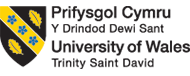 Prifysgol Cymru
Y Drindod Dewi Sant
University of Wales
Trinity Saint David